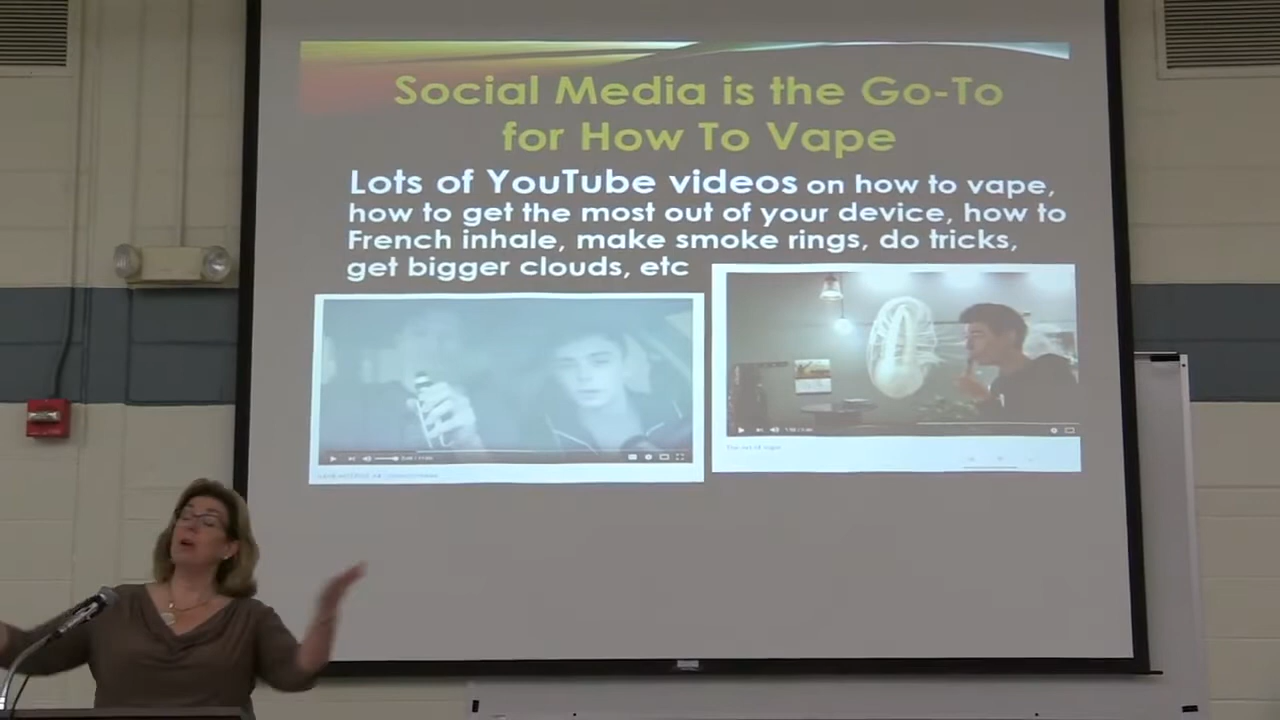 Social Media is the Go-To
for How To Vape
Lots of YouTube videos on how to vape,
how to get the most out of your device, how to
French inhale, make smoke rings, do tricks,
get bigger clouds, etc